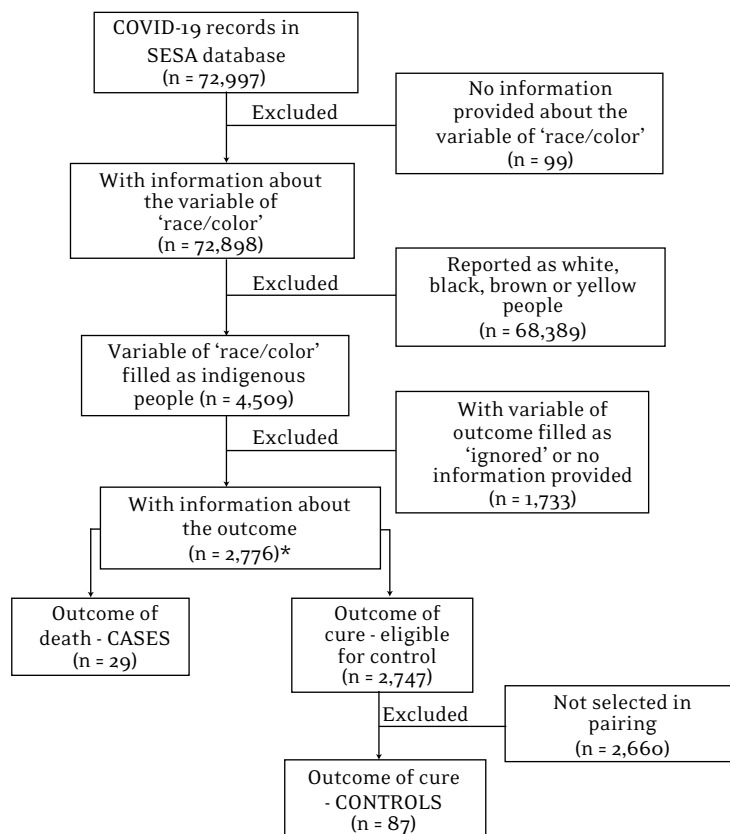 COVID-19 records in
SESA database
(n = 72,997)
Excluded
No information
provided about the
variable of 'race/color'
(n = 99)
With information about
the variable of
'race/color'
(n = 72,898)
Excluded
Reported as white,
black, brown or yellow
people
(n = 68,389)
Variable of 'race/color'
filled as indigenous
people (n = 4,509)
Excluded
With variable of
outcome filled as
'ignored' or no
information provided
(n = 1,733)
With information about
the outcome
(n = 2,776)*
Outcome of
death - CASES
(n = 29)
Outcome of
cure - eligible
for control
(n = 2,747)
Excluded
Not selected in
pairing
(n = 2,660)
Outcome of cure
- CONTROLS
(n = 87)